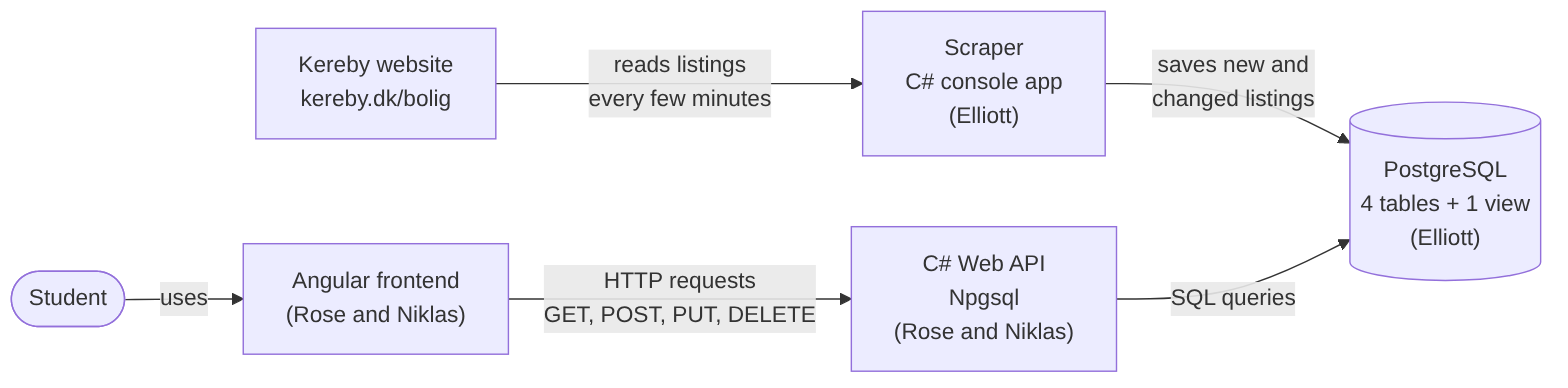 Kereby website
kereby.dk/bolig
reads listings
every few minutes
Scraper
C# console app
(Elliott)
saves new and
changed listings
PostgreSQL
4 tables + 1 view
(Elliott)
Student
uses
Angular frontend
(Rose and Niklas)
HTTP requests
GET, POST, PUT, DELETE
C# Web API
Npgsql
(Rose and Niklas)
SQL queries